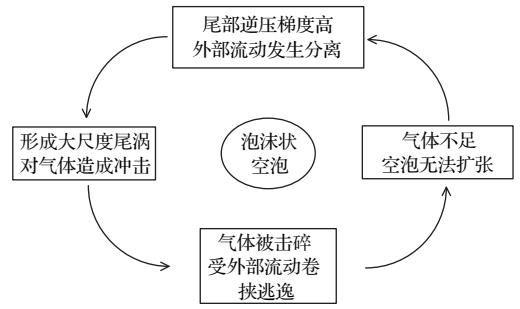 尾部逆压梯度高
外部流动发生分离
形成大尺度尾涡
对气体造成冲击
泡沫状
空泡
气体不足
空泡无法扩张
气体被击碎
受外部流动卷
挟逃逸